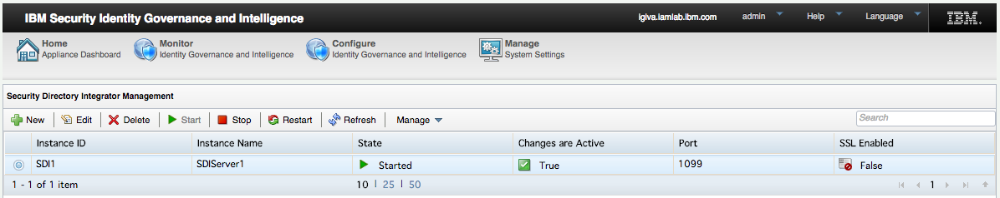 IBM Security Identity Governance and Intelligence igiva.iamlab.ibm.com admin Help Language IBM.
Home Monitor Configure Manage
Appliance Dashboard Identity Governance and Intelligence Identity Governance and Intelligence System Settings
Security Directory Integrator Management
New Edit Delete Start Stop Restart Refresh Manage Search
Instance ID Instance Name State Changes are Active Port SSL Enabled
SDI1 SDIServer1 Started True 1099 False
1 - 1 of 1 item 10 | 25 | 50 1